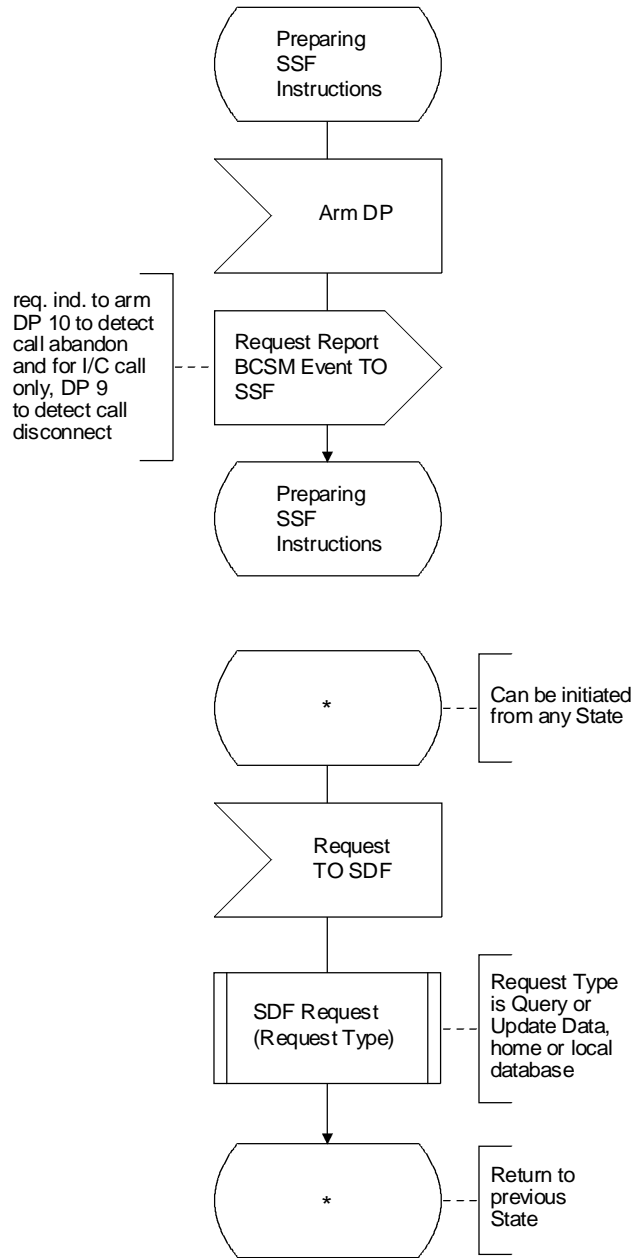 Preparing
SSF
Instructions
Arm DP
req. ind. to arm
DP 10 to detect
call abandon
and for I/C call
only, DP 9
to detect call
disconnect
Request Report
BCSM Event TO
SSF
Preparing
SSF
Instructions
*
Can be initiated
from any State
Request
TO SDF
SDF Request
(Request Type)
Request Type
is Query or
Update Data,
home or local
database
*
Return to
previous
State